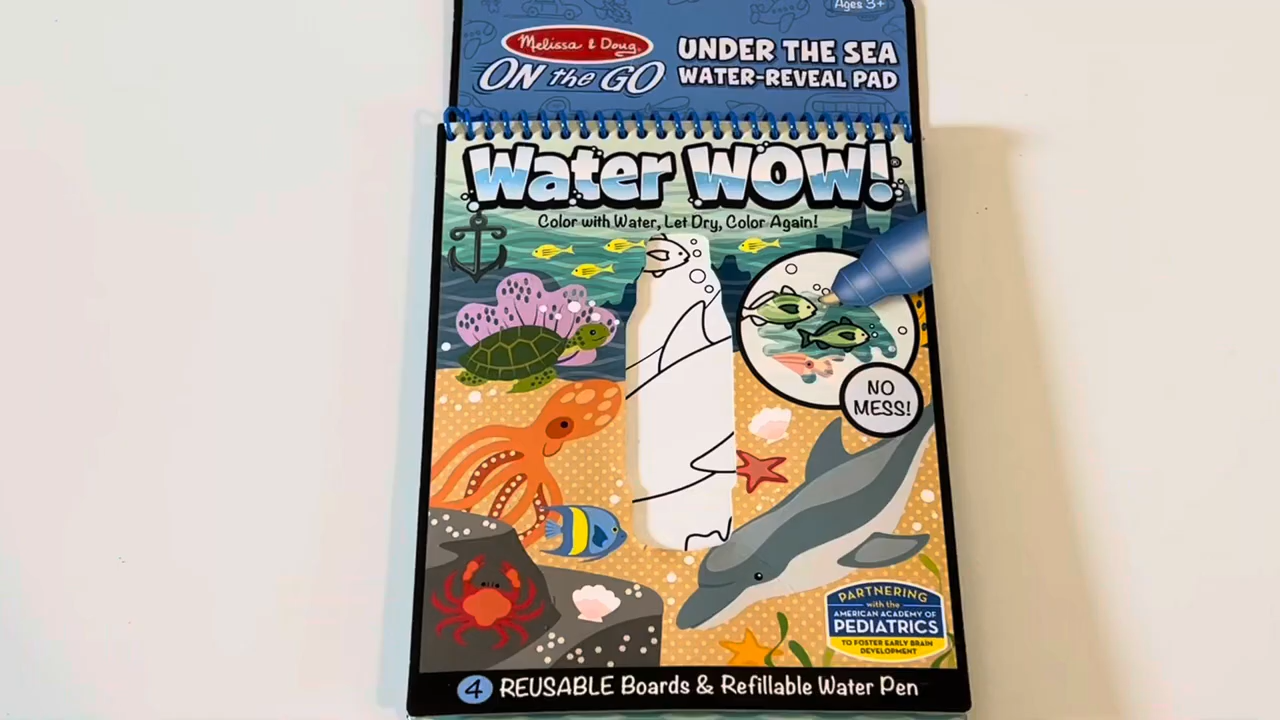 Ages 3+
Melissa & Doug
ON the GO
UNDER THE SEA
WATER-REVEAL PAD
Water WOW!®
Color with Water, Let Dry, Color Again!
NO
MESS!
PARTNERING
with the
AMERICAN ACADEMY OF
PEDIATRICS
TO FOSTER EARLY BRAIN
DEVELOPMENT
4 REUSABLE Boards & Refillable Water Pen